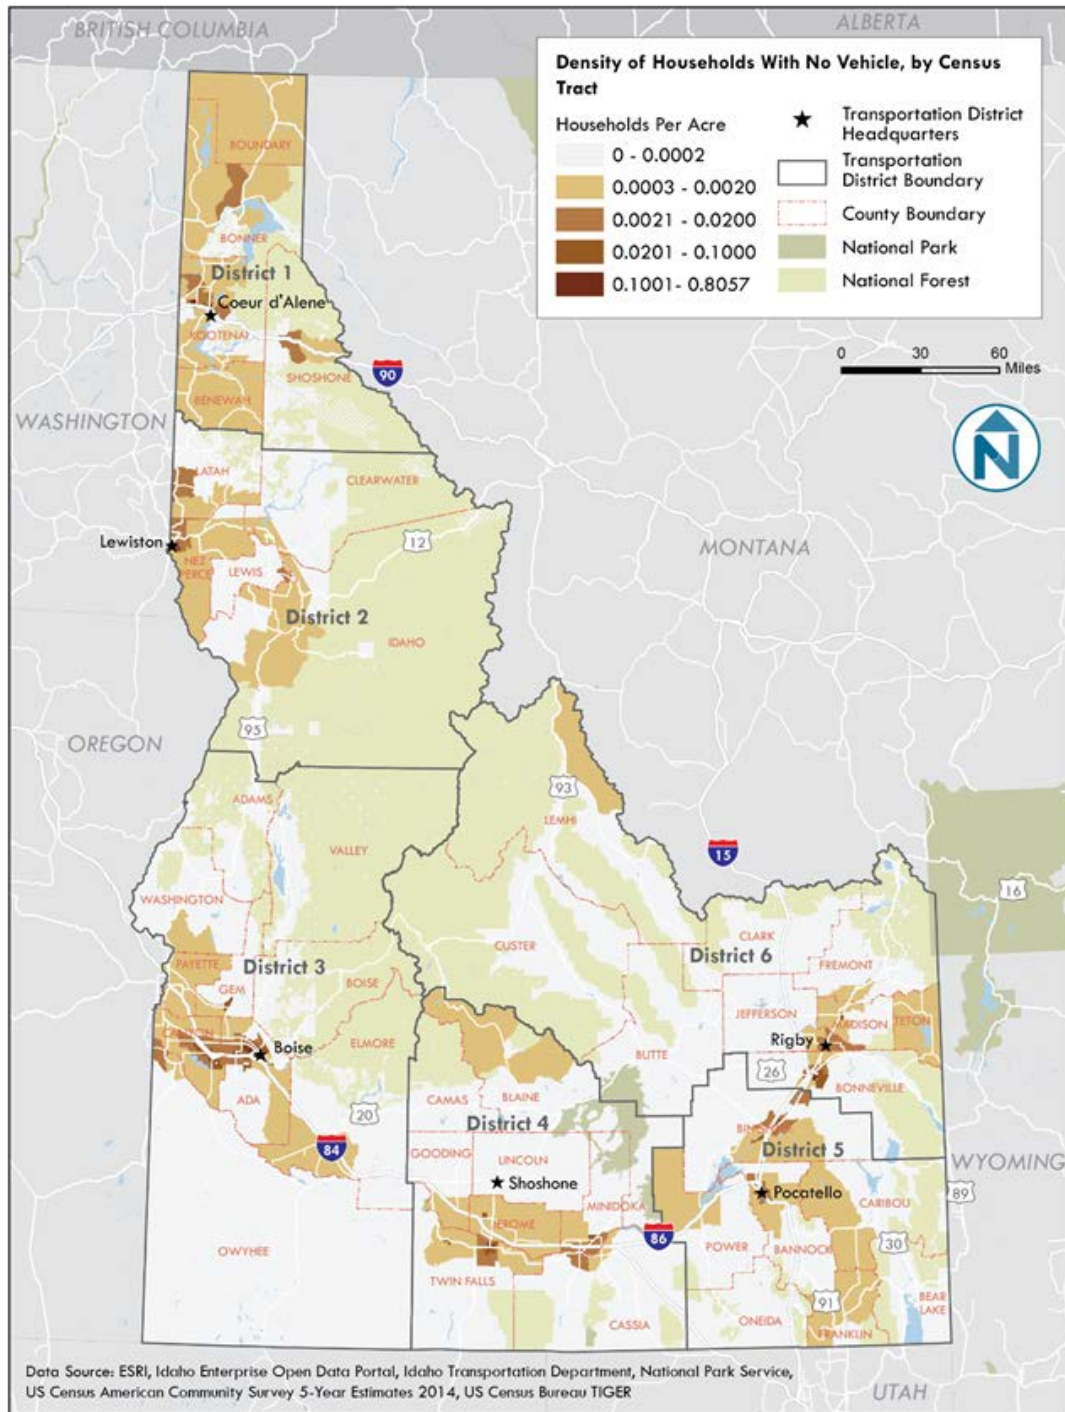 BRITISH COLUMBIA
ALBERTA
Density of Households With No Vehicle, by Census
Tract
Households Per Acre
0 - 0.0002
0.0003 - 0.0020
0.0021 - 0.0200
0.0201 - 0.1000
0.1001- 0.8057
Transportation District
Headquarters
Transportation
District Boundary
County Boundary
National Park
National Forest
0 30 60
Miles
N
BOUNDARY
BONNER
District 1
Coeur d'Alene
KOOTENAI
SHOSHONE
90
BENEWAH
WASHINGTON
LATAH
CLEARWATER
12
Lewiston
NEZ
PERCE
LEWIS
District 2
IDAHO
MONTANA
95
OREGON
ADAMS
93
LEMHI
VALLEY
15
16
WASHINGTON
CUSTER
CLARK
District 6
FREMONT
PAYETTE
District 3
GEM
BOISE
JEFFERSON
MADISON
TETON
CANYON
Boise
ELMORE
Rigby
BUTTE
26
BONNEVILLE
ADA
20
CAMAS
BLAINE
District 4
BINGHAM
District 5
84
GOODING
LINCOLN
Shoshone
WYOMING
Pocatello
89
CARIBOU
MINIDOKA
JEROME
86
POWER
BANNOCK
30
OWYHEE
TWIN FALLS
CASSIA
91
ONEIDA
BEAR
LAKE
FRANKLIN
Data Source: ESRI, Idaho Enterprise Open Data Portal, Idaho Transportation Department, National Park Service,
US Census American Community Survey 5-Year Estimates 2014, US Census Bureau TIGER
UTAH